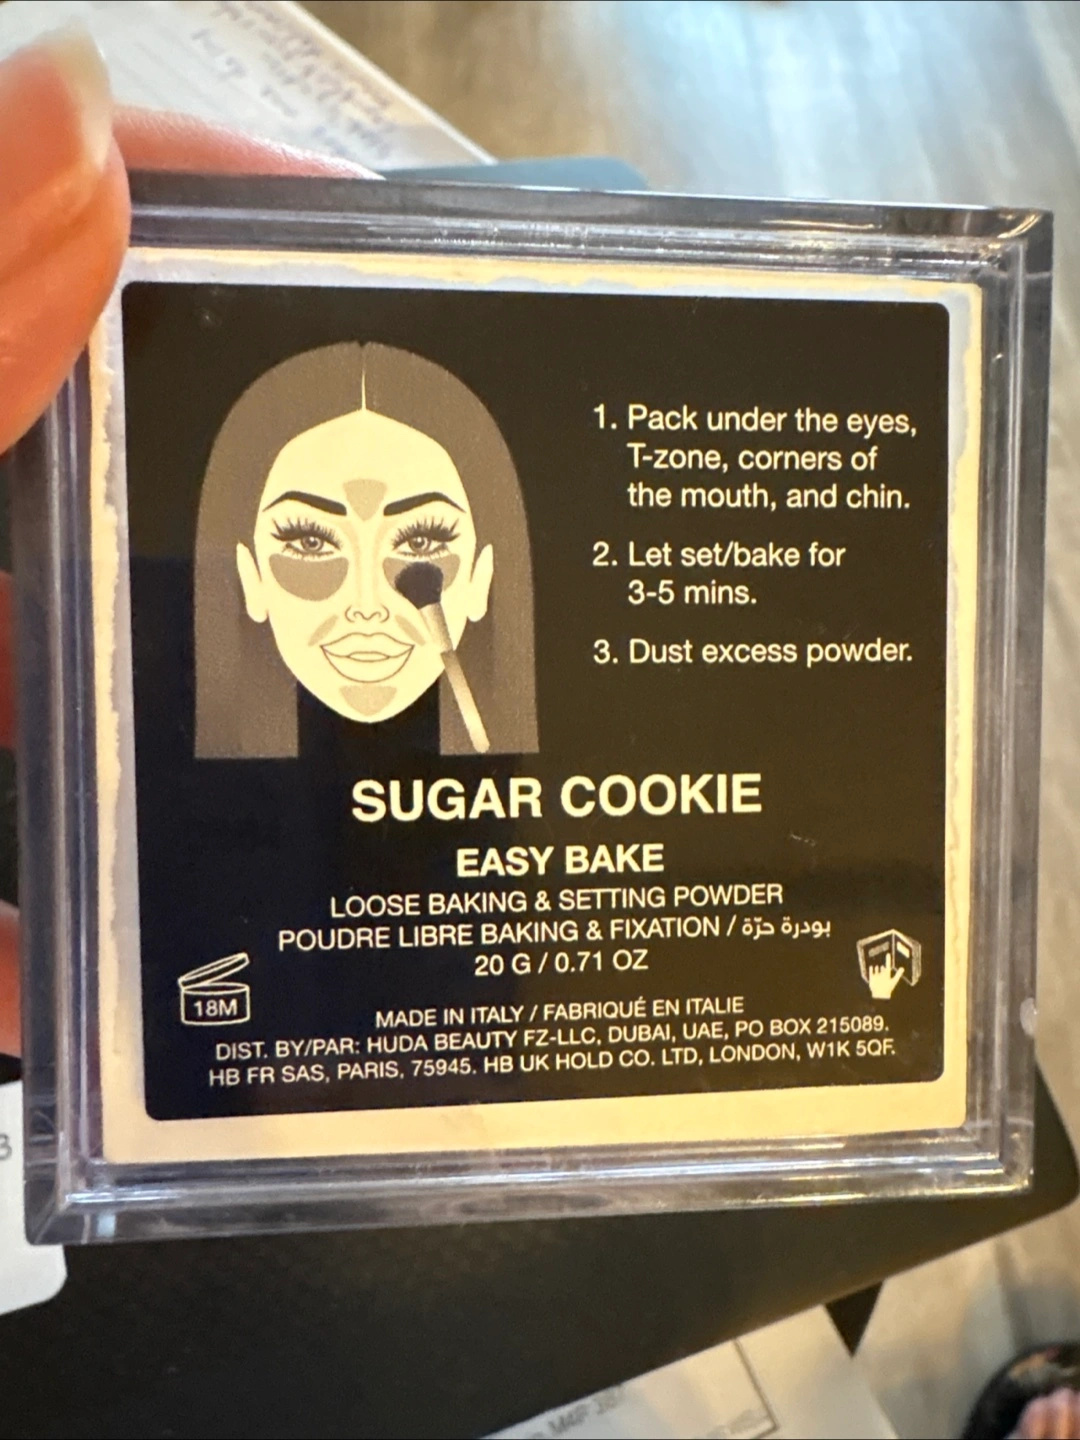 1. Pack under the eyes,
T-zone, corners of
the mouth, and chin.
2. Let set/bake for
3-5 mins.
3. Dust excess powder.
SUGAR COOKIE
EASY BAKE
LOOSE BAKING & SETTING POWDER
POUDRE LIBRE BAKING & FIXATION / بودرة حرّة
20 G / 0.71 OZ
18M
MADE IN ITALY / FABRIQUÉ EN ITALIE
DIST. BY/PAR: HUDA BEAUTY FZ-LLC, DUBAI, UAE, PO BOX 215089.
HB FR SAS, PARIS, 75945. HB UK HOLD CO. LTD, LONDON, W1K 5QF.